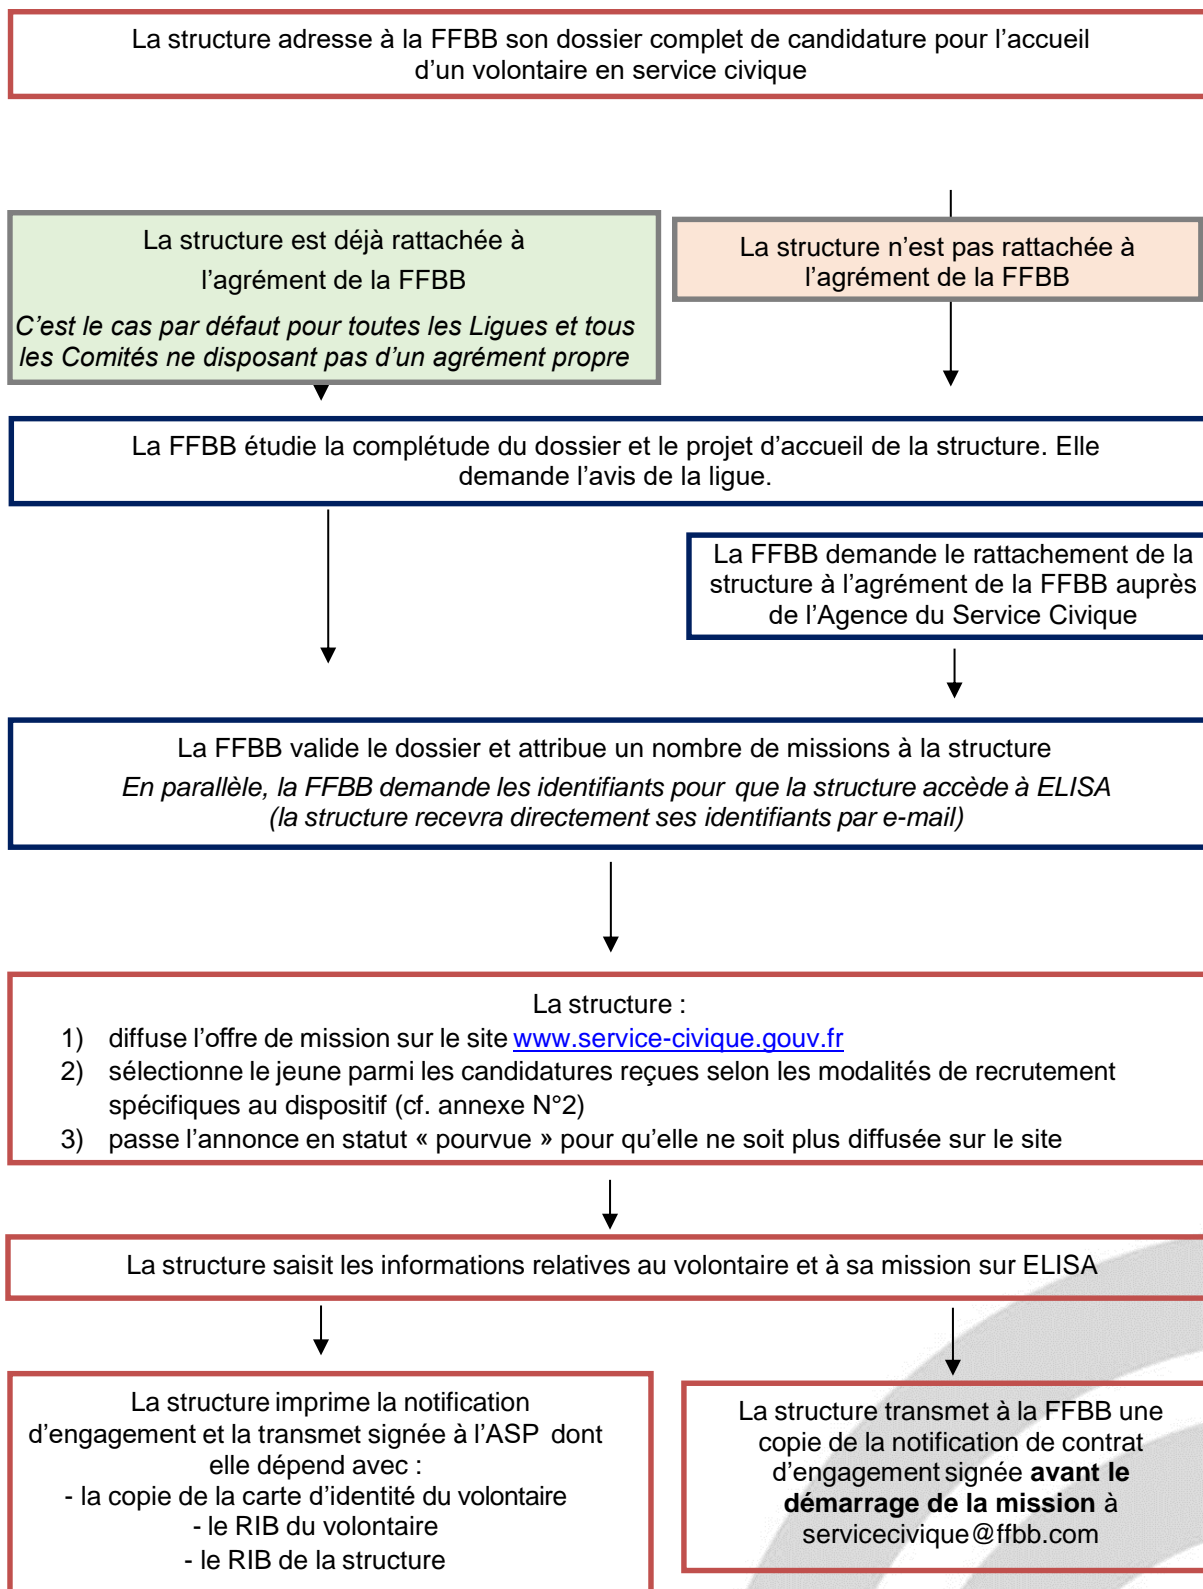 La structure adresse à la FFBB son dossier complet de candidature pour l’accueil
d’un volontaire en service civique
La structure est déjà rattachée à
l’agrément de la FFBB
C’est le cas par défaut pour toutes les Ligues et tous
les Comités ne disposant pas d’un agrément propre
La structure n’est pas rattachée à
l’agrément de la FFBB
La FFBB étudie la complétude du dossier et le projet d’accueil de la structure. Elle
demande l’avis de la ligue.
La FFBB demande le rattachement de la
structure à l’agrément de la FFBB auprès
de l’Agence du Service Civique
La FFBB valide le dossier et attribue un nombre de missions à la structure
En parallèle, la FFBB demande les identifiants pour que la structure accède à ELISA
(la structure recevra directement ses identifiants par e-mail)
La structure :
1) diffuse l’offre de mission sur le site www.service-civique.gouv.fr
2) sélectionne le jeune parmi les candidatures reçues selon les modalités de recrutement
spécifiques au dispositif (cf. annexe N°2)
3) passe l’annonce en statut « pourvue » pour qu’elle ne soit plus diffusée sur le site
La structure saisit les informations relatives au volontaire et à sa mission sur ELISA
La structure imprime la notification
d’engagement et la transmet signée à l’ASP dont
elle dépend avec :
- la copie de la carte d’identité du volontaire
- le RIB du volontaire
- le RIB de la structure
La structure transmet à la FFBB une
copie de la notification de contrat
d’engagement signée avant le
démarrage de la mission à
servicecivique@ffbb.com